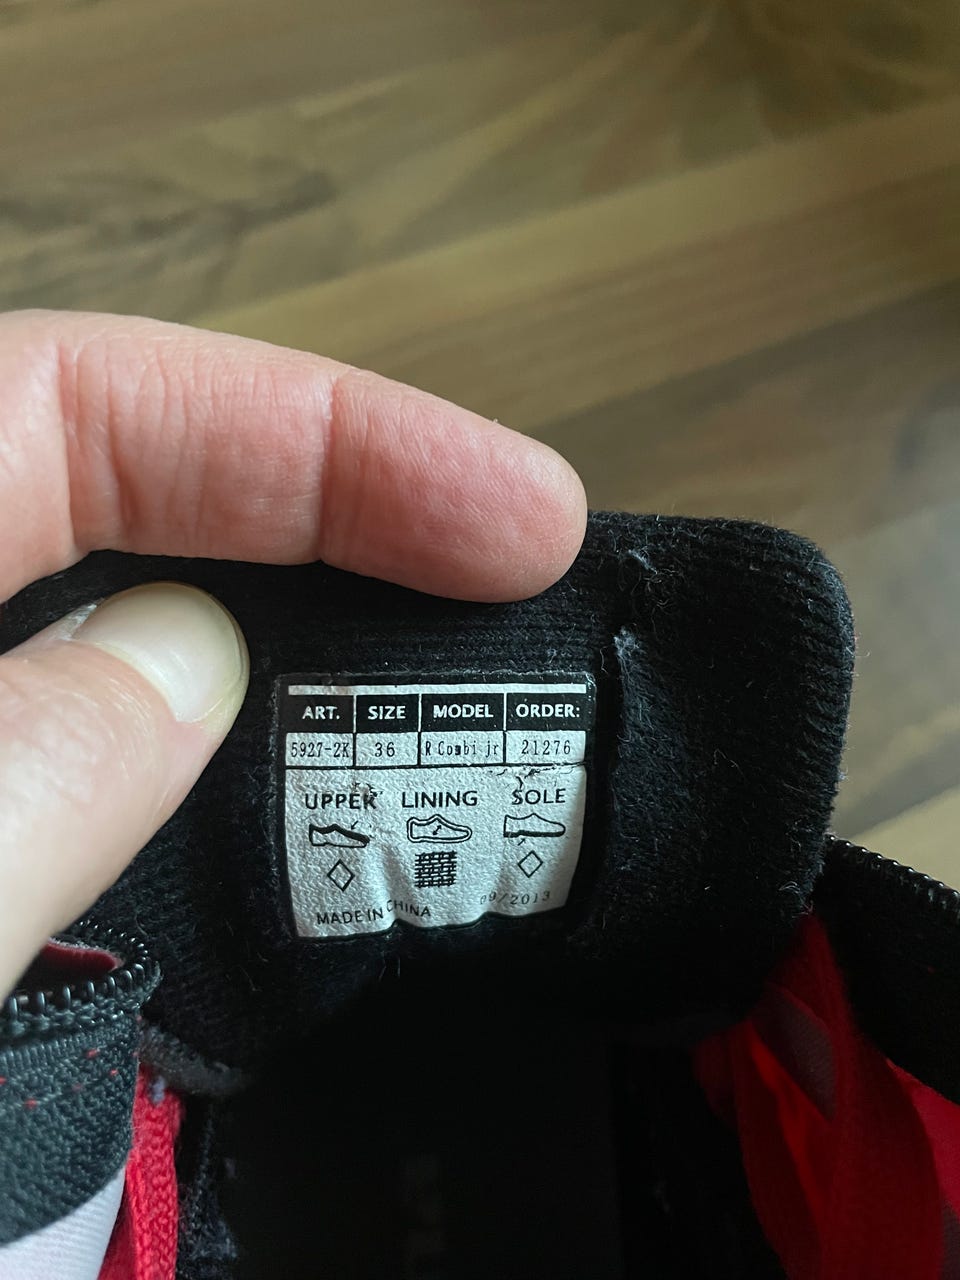 ART. SIZE MODEL ORDER:
5927-2K 36 R Combi jr 21276
UPPER LINING SOLE
MADE IN CHINA 09/2013